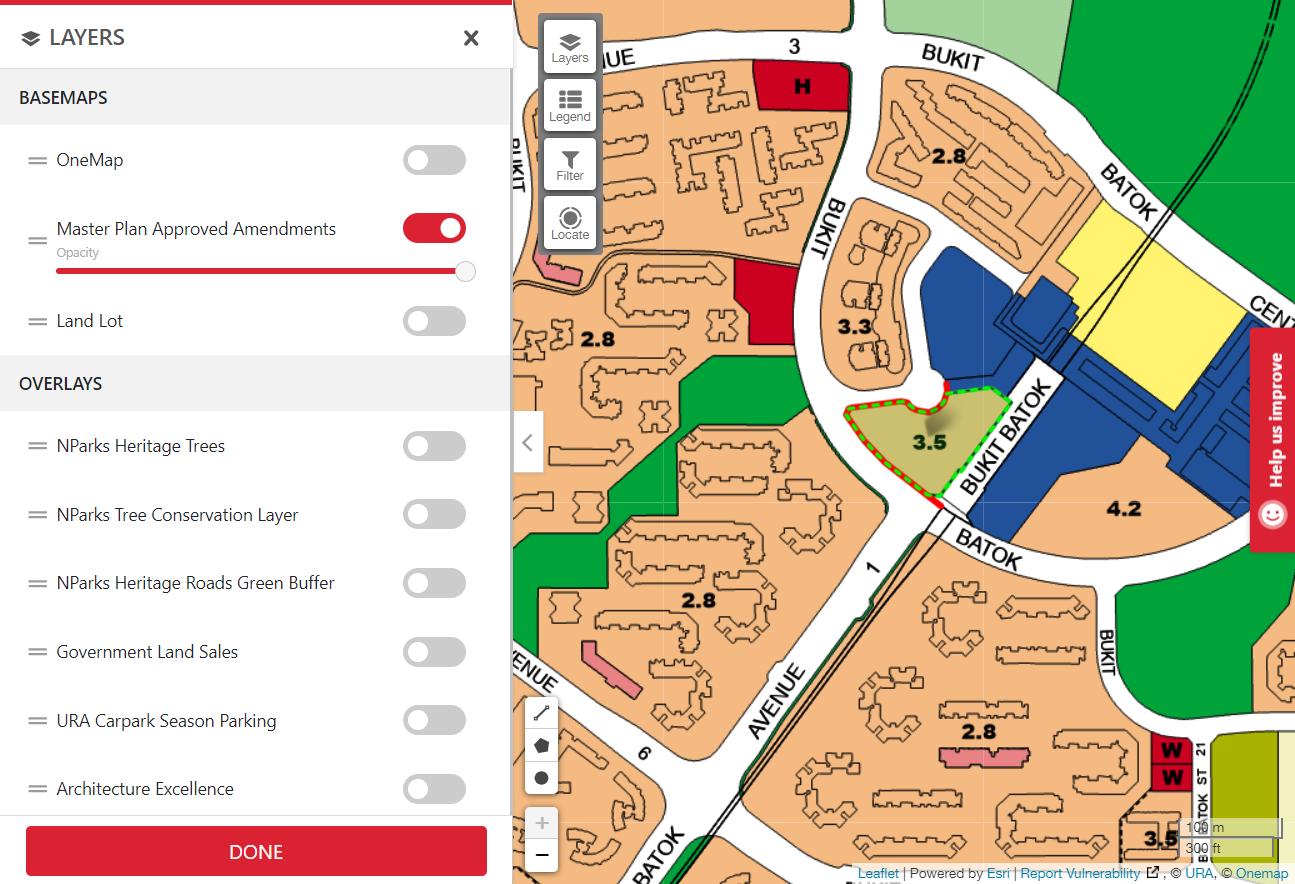 LAYERS
BASEMAPS
OneMap
Master Plan Approved Amendments
Opacity
Land Lot
OVERLAYS
NParks Heritage Trees
NParks Tree Conservation Layer
NParks Heritage Roads Green Buffer
Government Land Sales
URA Carpark Season Parking
Architecture Excellence
DONE
Layers
Legend
Filter
Locate
3
BUKIT
H
BUKIT
2.8
BATOK
BUKIT
CENT
3.3
2.8
3.5
BUKIT BATOK
4.2
BATOK
1
2.8
BUKIT
AVENUE
6
2.8
W
W
BATOK ST 21
3.5
BATOK
Help us improve
100 m
300 ft
Leaflet | Powered by Esri | Report Vulnerability , © URA, © Onemap